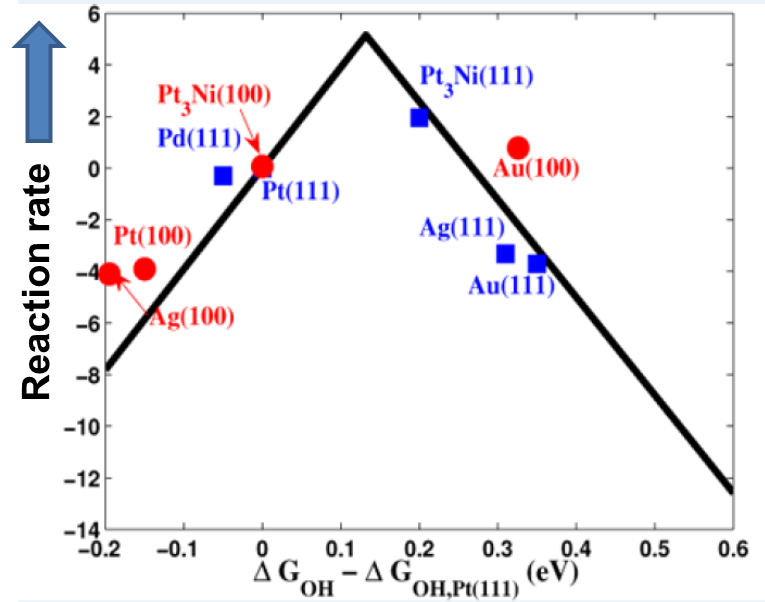 Reaction rate
6
4
2
0
−2
−4
−6
−8
−10
−12
−14
Pt3Ni(100)
Pd(111)
Pt(111)
Pt(100)
Ag(100)
Pt3Ni(111)
Au(100)
Ag(111)
Au(111)
−0.2 −0.1 0 0.1 0.2 0.3 0.4 0.5 0.6
Δ GOH − Δ GOH,Pt(111) (eV)